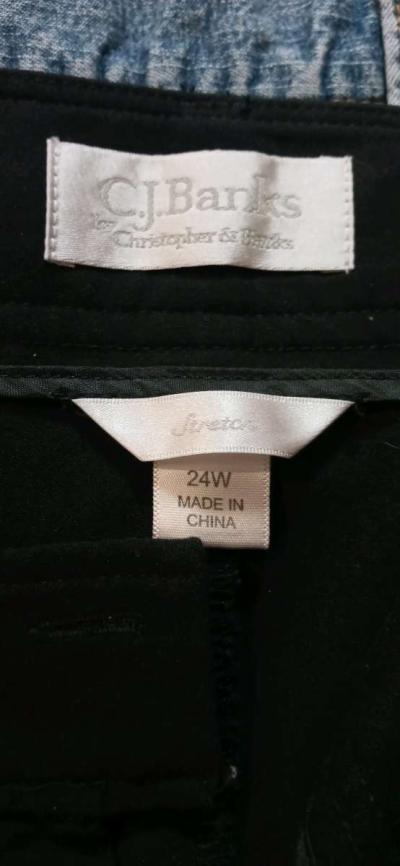 C.J.Banks
by Christopher & Banks
Stretch
24W
MADE IN
CHINA